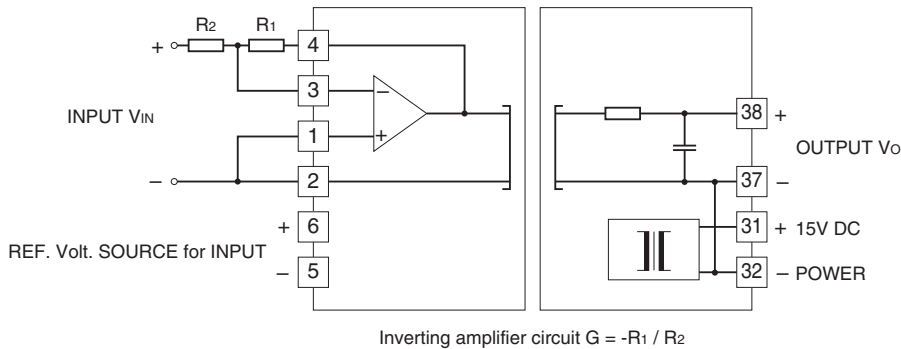 R2 R1
+ 4
3 −
INPUT VIN
1 +
− 2
+ 6
REF. Volt. SOURCE for INPUT
− 5
38 +
OUTPUT VO
37 −
31 + 15V DC
32 − POWER
Inverting amplifier circuit G = -R1 / R2